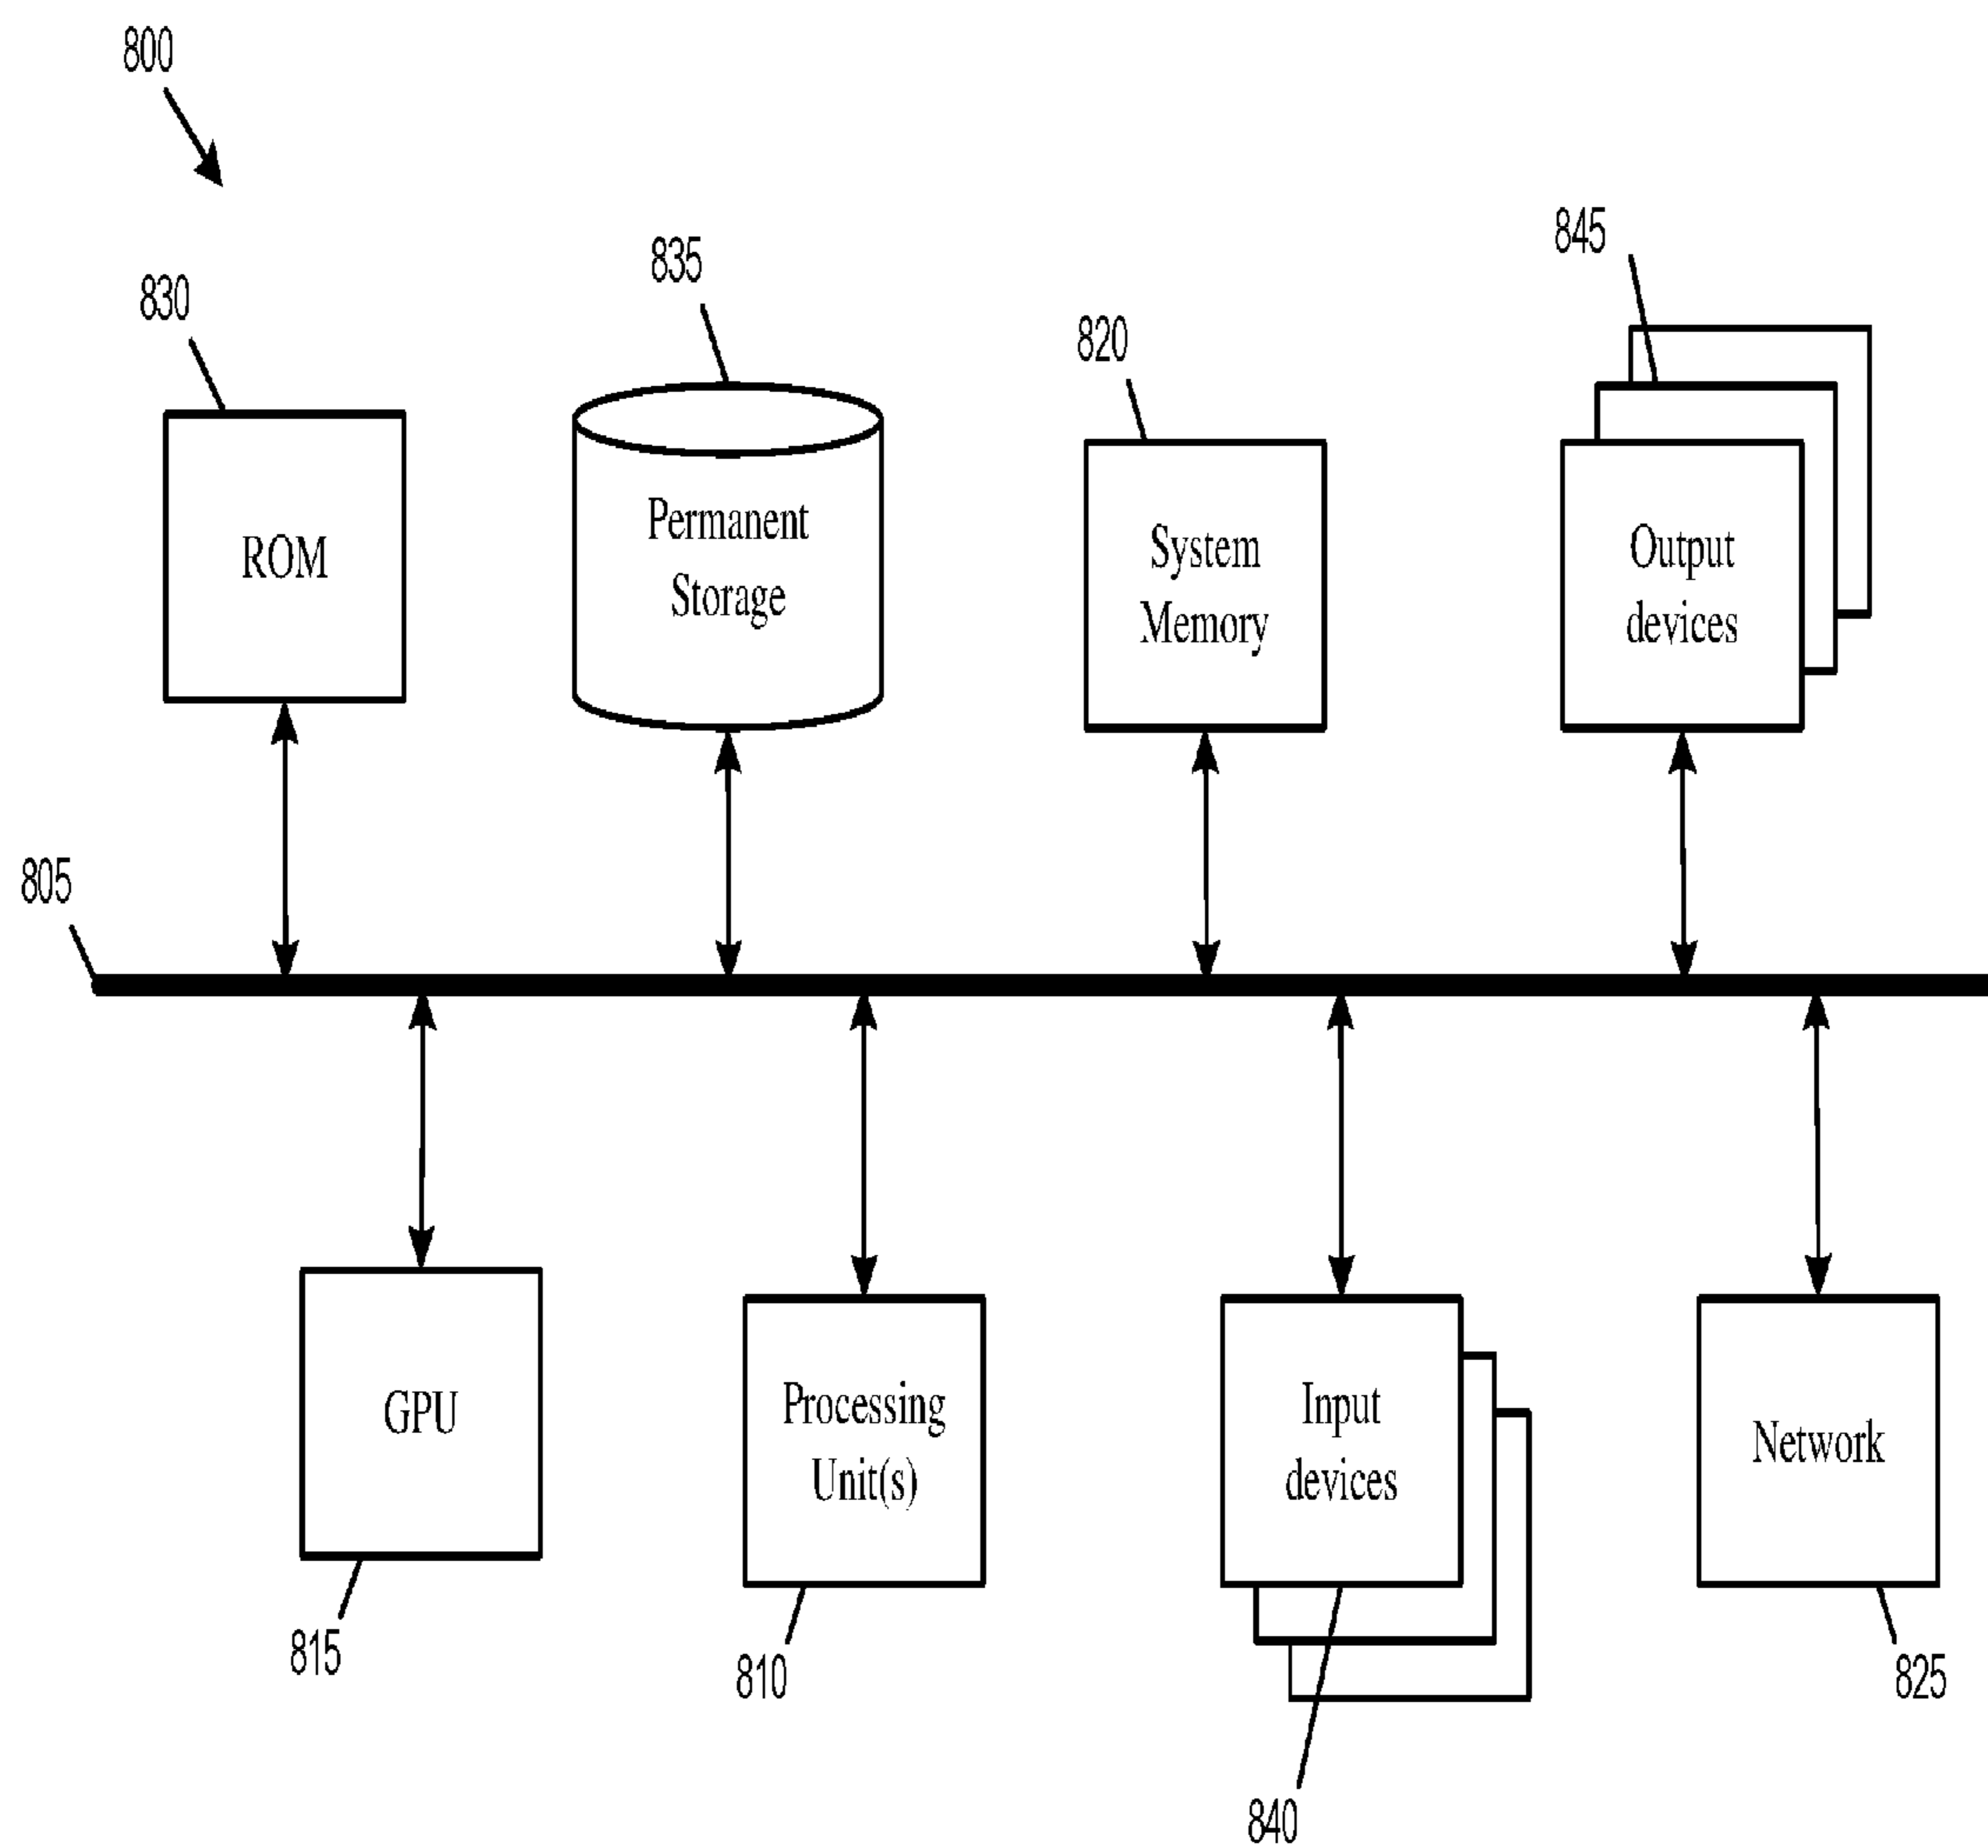 800
830
835
820
845
ROM
Permanent
Storage
System
Memory
Output
devices
805
GPU
Processing
Unit(s)
Input
devices
Network
815
810
840
825